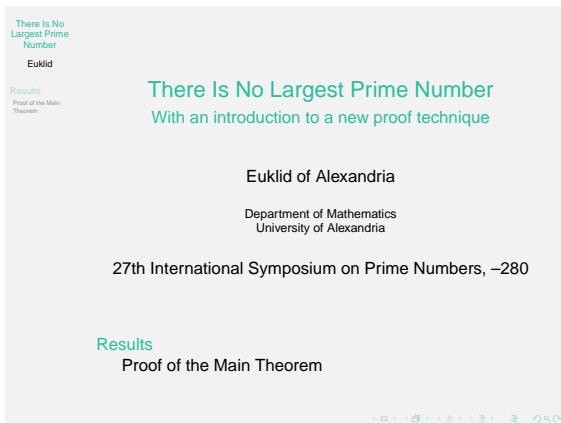 There Is No
Largest Prime
Number
Euklid
Results
Proof of the Main
Theorem
There Is No Largest Prime Number
With an introduction to a new proof technique
Euklid of Alexandria
Department of Mathematics
University of Alexandria
27th International Symposium on Prime Numbers, –280
Results
Proof of the Main Theorem